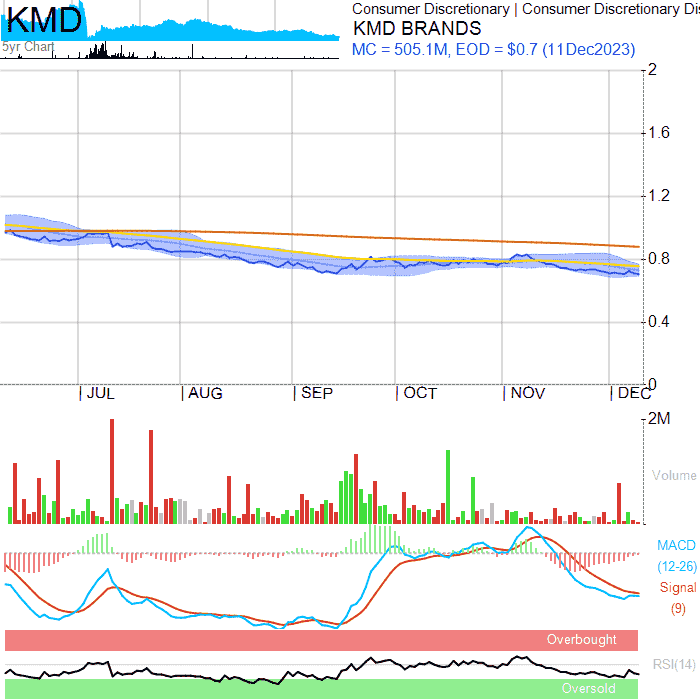 KMD
5yr Chart
Consumer Discretionary | Consumer Discretionary Dis
KMD BRANDS
MC = 505.1M, EOD = $0.7 (11Dec2023)
2
1.6
1.2
0.8
0.4
0
JUL AUG SEP OCT NOV DEC
2M
Volume
MACD
(12-26)
Signal
(9)
Overbought
RSI(14)
Oversold